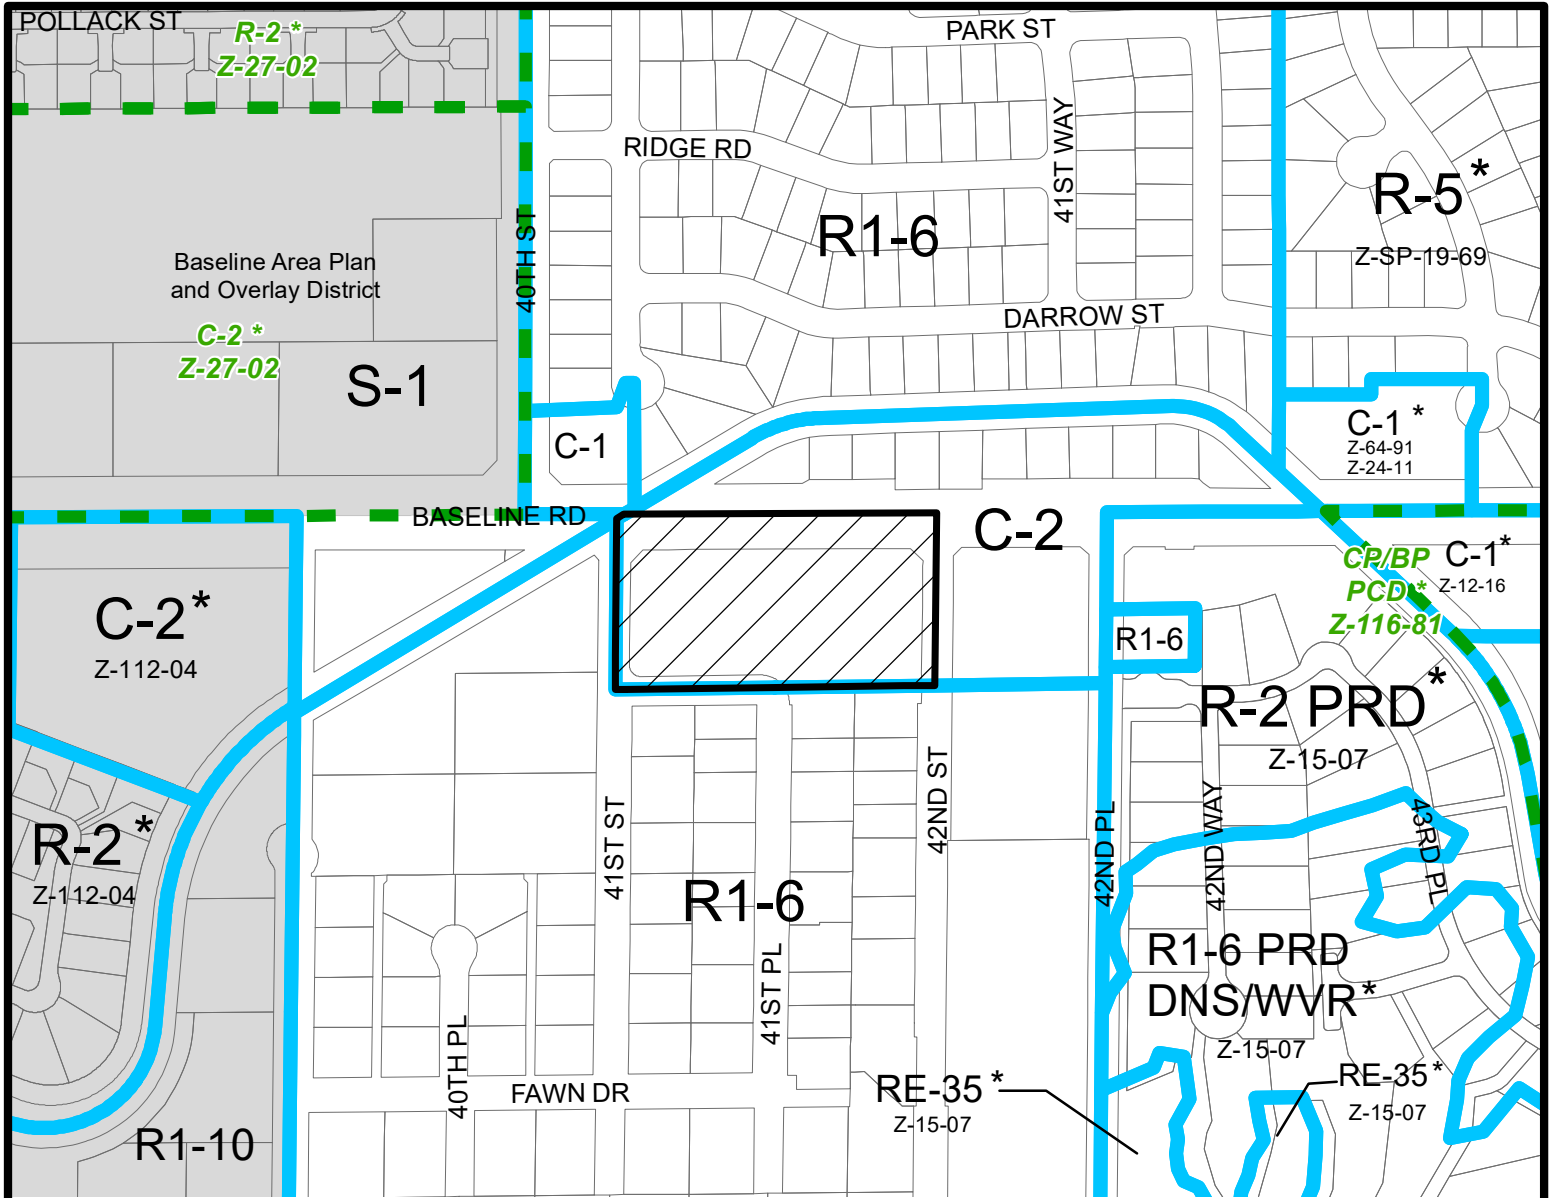 POLLACK ST
R-2 *
Z-27-02
PARK ST
RIDGE RD
41ST WAY
R-5 *
Z-SP-19-69
R1-6
40TH ST
Baseline Area Plan
and Overlay District
C-2 *
Z-27-02
S-1
DARROW ST
C-1
C-1 *
Z-64-91
Z-24-11
BASELINE RD
C-2
CP/BP
PCD *
Z-116-81
C-1 *
Z-12-16
C-2 *
Z-112-04
R1-6
R-2 PRD *
Z-15-07
R-2 *
Z-112-04
41ST ST
42ND ST
42ND PL
42ND WAY
43RD PL
R1-6
41ST PL
R1-6 PRD
DNS/WVR *
Z-15-07
40TH PL
FAWN DR
RE-35 *
Z-15-07
RE-35 *
Z-15-07
R1-10